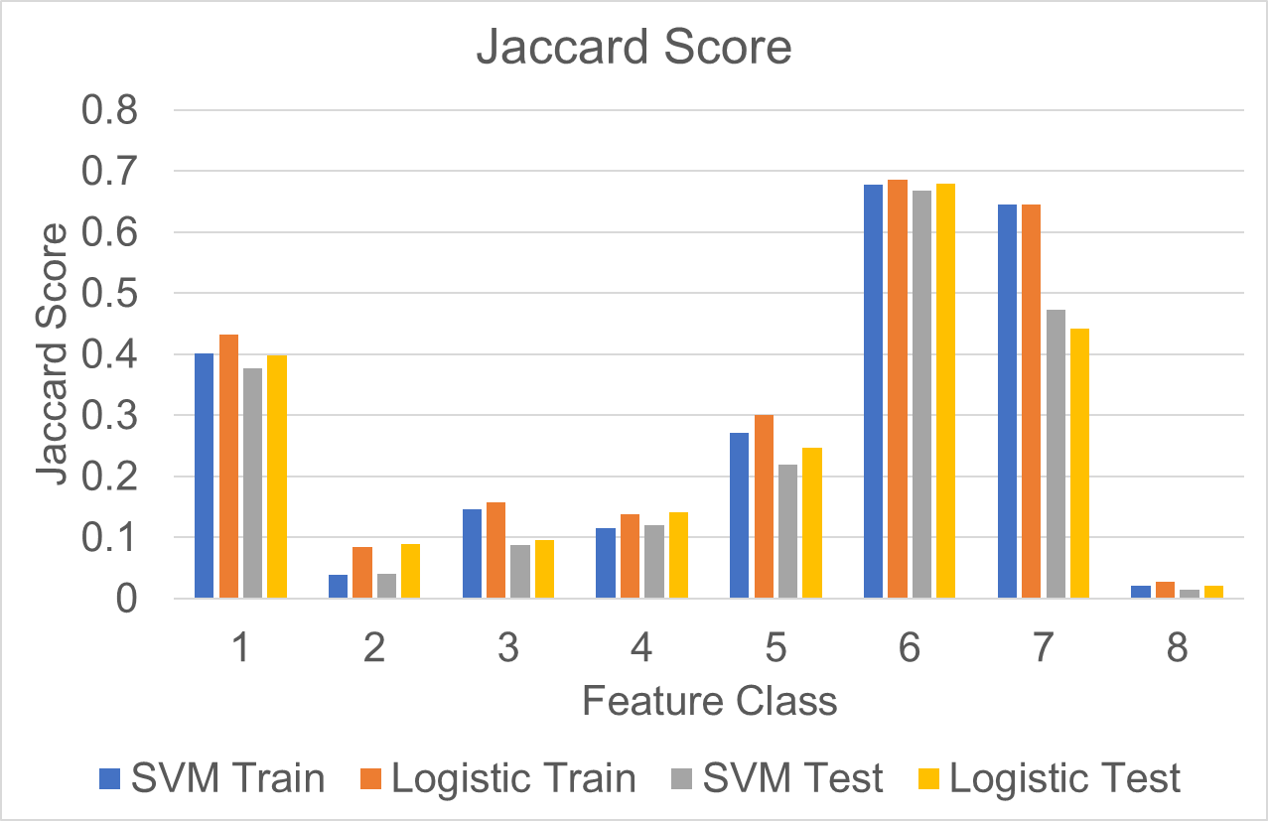 Jaccard Score
0.8
0.7
0.6
0.5
0.4
0.3
0.2
0.1
0
Jaccard Score
1 2 3 4 5 6 7 8
Feature Class
SVM Train Logistic Train SVM Test Logistic Test